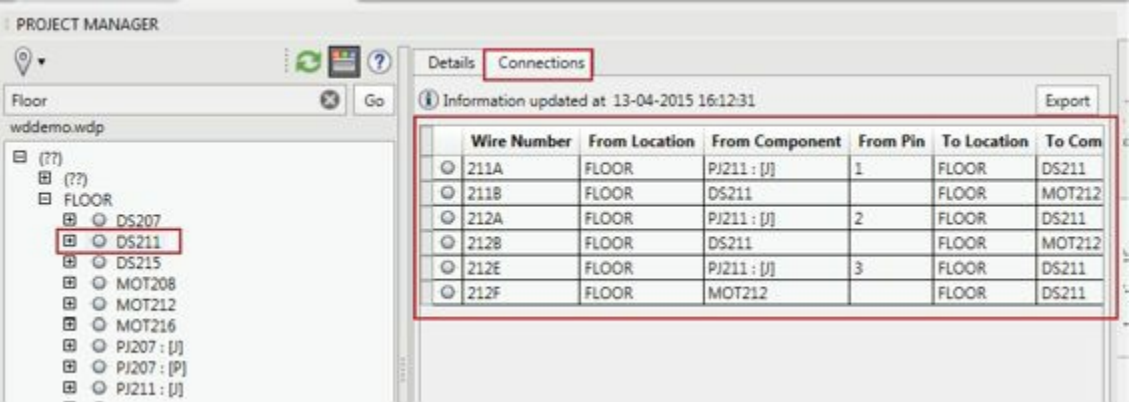 PROJECT MANAGER
Floor
Go
wddemo.wdp
(??)
(??)
FLOOR
DS207
DS211
DS215
MOT208
MOT212
MOT216
PJ207 : [J]
PJ207 : [P]
PJ211 : [J]
Details Connections
Information updated at 13-04-2015 16:12:31 Export
Wire Number From Location From Component From Pin To Location To Com
211A FLOOR PJ211 : [J] 1 FLOOR DS211
211B FLOOR DS211 FLOOR MOT212
212A FLOOR PJ211 : [J] 2 FLOOR DS211
212B FLOOR DS211 FLOOR MOT212
212E FLOOR PJ211 : [J] 3 FLOOR DS211
212F FLOOR MOT212 FLOOR DS211